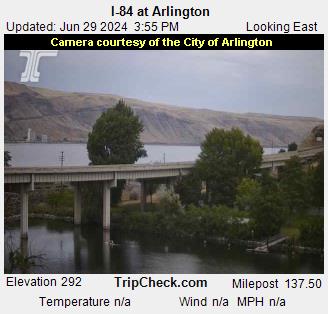 I-84 at Arlington
Updated: Jun 29 2024 3:55 PM Looking East
Camera courtesy of the City of Arlington
Elevation 292 TripCheck.com Milepost 137.50
Temperature n/a Wind n/a MPH n/a